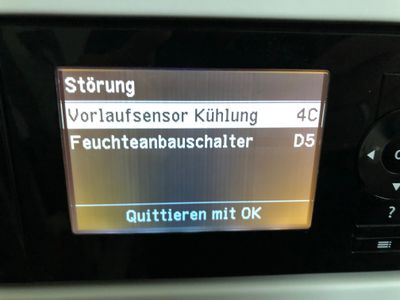 Störung
Vorlaufsensor Kühlung 4C
Feuchteanbauschalter D5
Quittieren mit OK
?